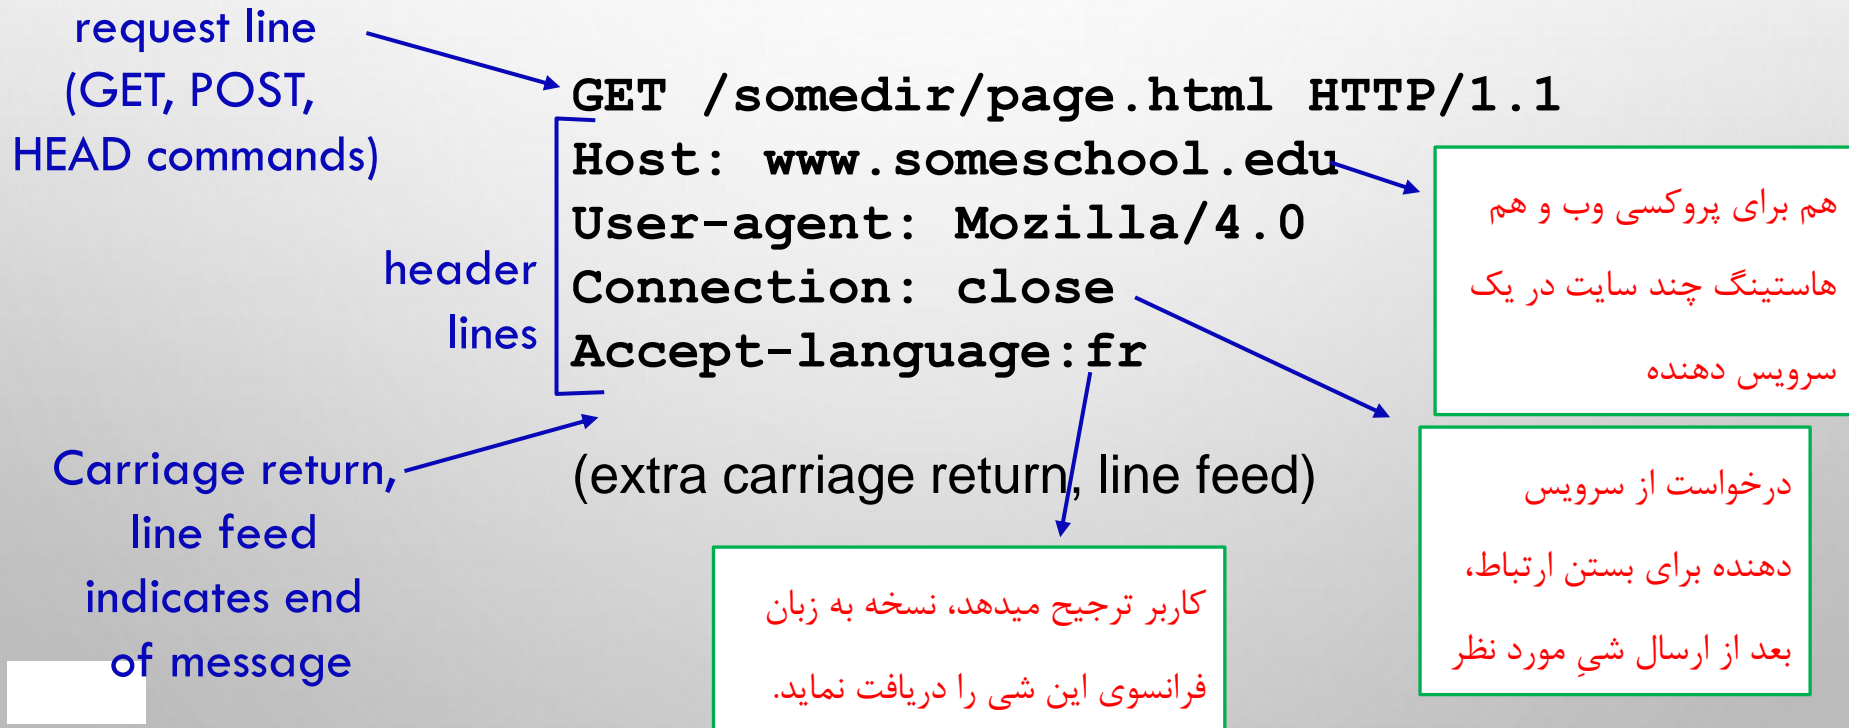 request line
(GET, POST,
HEAD commands)
GET /somedir/page.html HTTP/1.1
Host: www.someschool.edu
User-agent: Mozilla/4.0
Connection: close
Accept-language:fr
header
lines
Carriage return,
line feed
indicates end
of message
(extra carriage return, line feed)
هم برای پروکسی وب و هم
هاستینگ چند سایت در یک
سرویس دهنده
درخواست از سرویس
دهنده برای بستن ارتباط،
بعد از ارسال شیِ مورد نظر
کاربر ترجیح میدهد، نسخه به زبان
فرانسوی این شی را دریافت نماید.